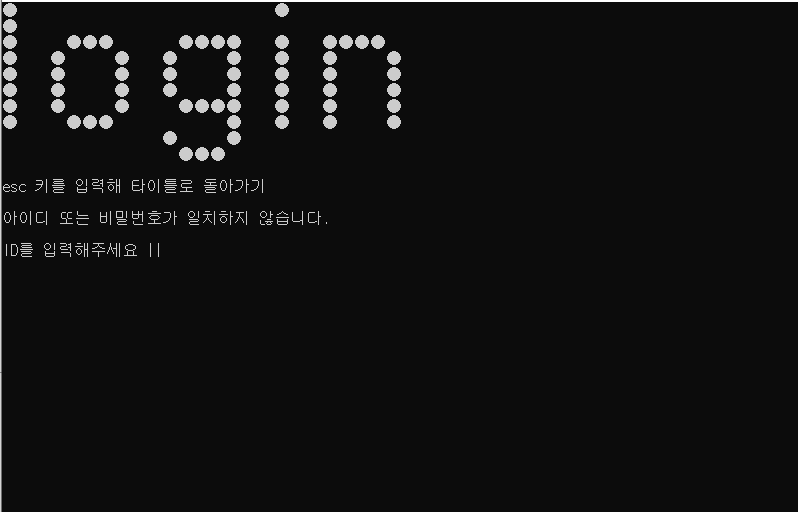 login
esc 키를 입력해 타이틀로 돌아가기
아이디 또는 비밀번호가 일치하지 않습니다.
ID를 입력해주세요 ||